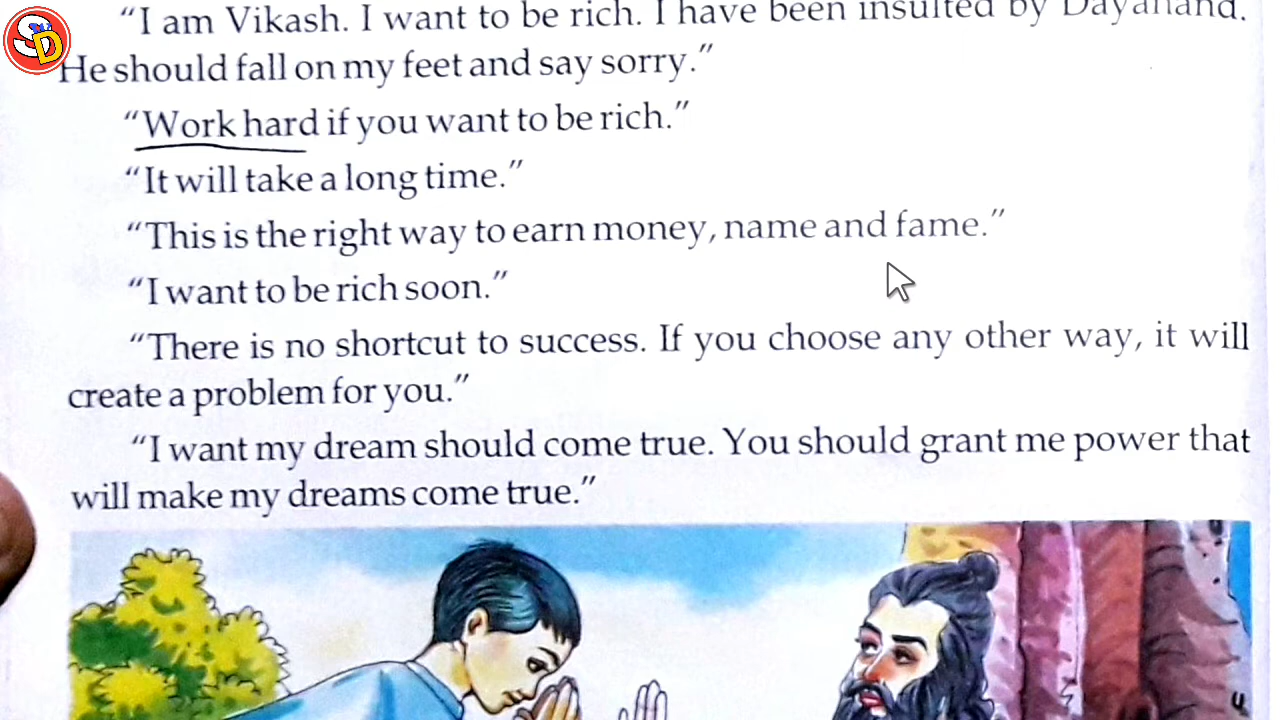 "I am Vikash. I want to be rich. I have been insulted by Dayanand.
He should fall on my feet and say sorry."
"Work hard if you want to be rich."
"It will take a long time."
"This is the right way to earn money, name and fame."
"I want to be rich soon."
"There is no shortcut to success. If you choose any other way, it will
create a problem for you."
"I want my dream should come true. You should grant me power that
will make my dreams come true."